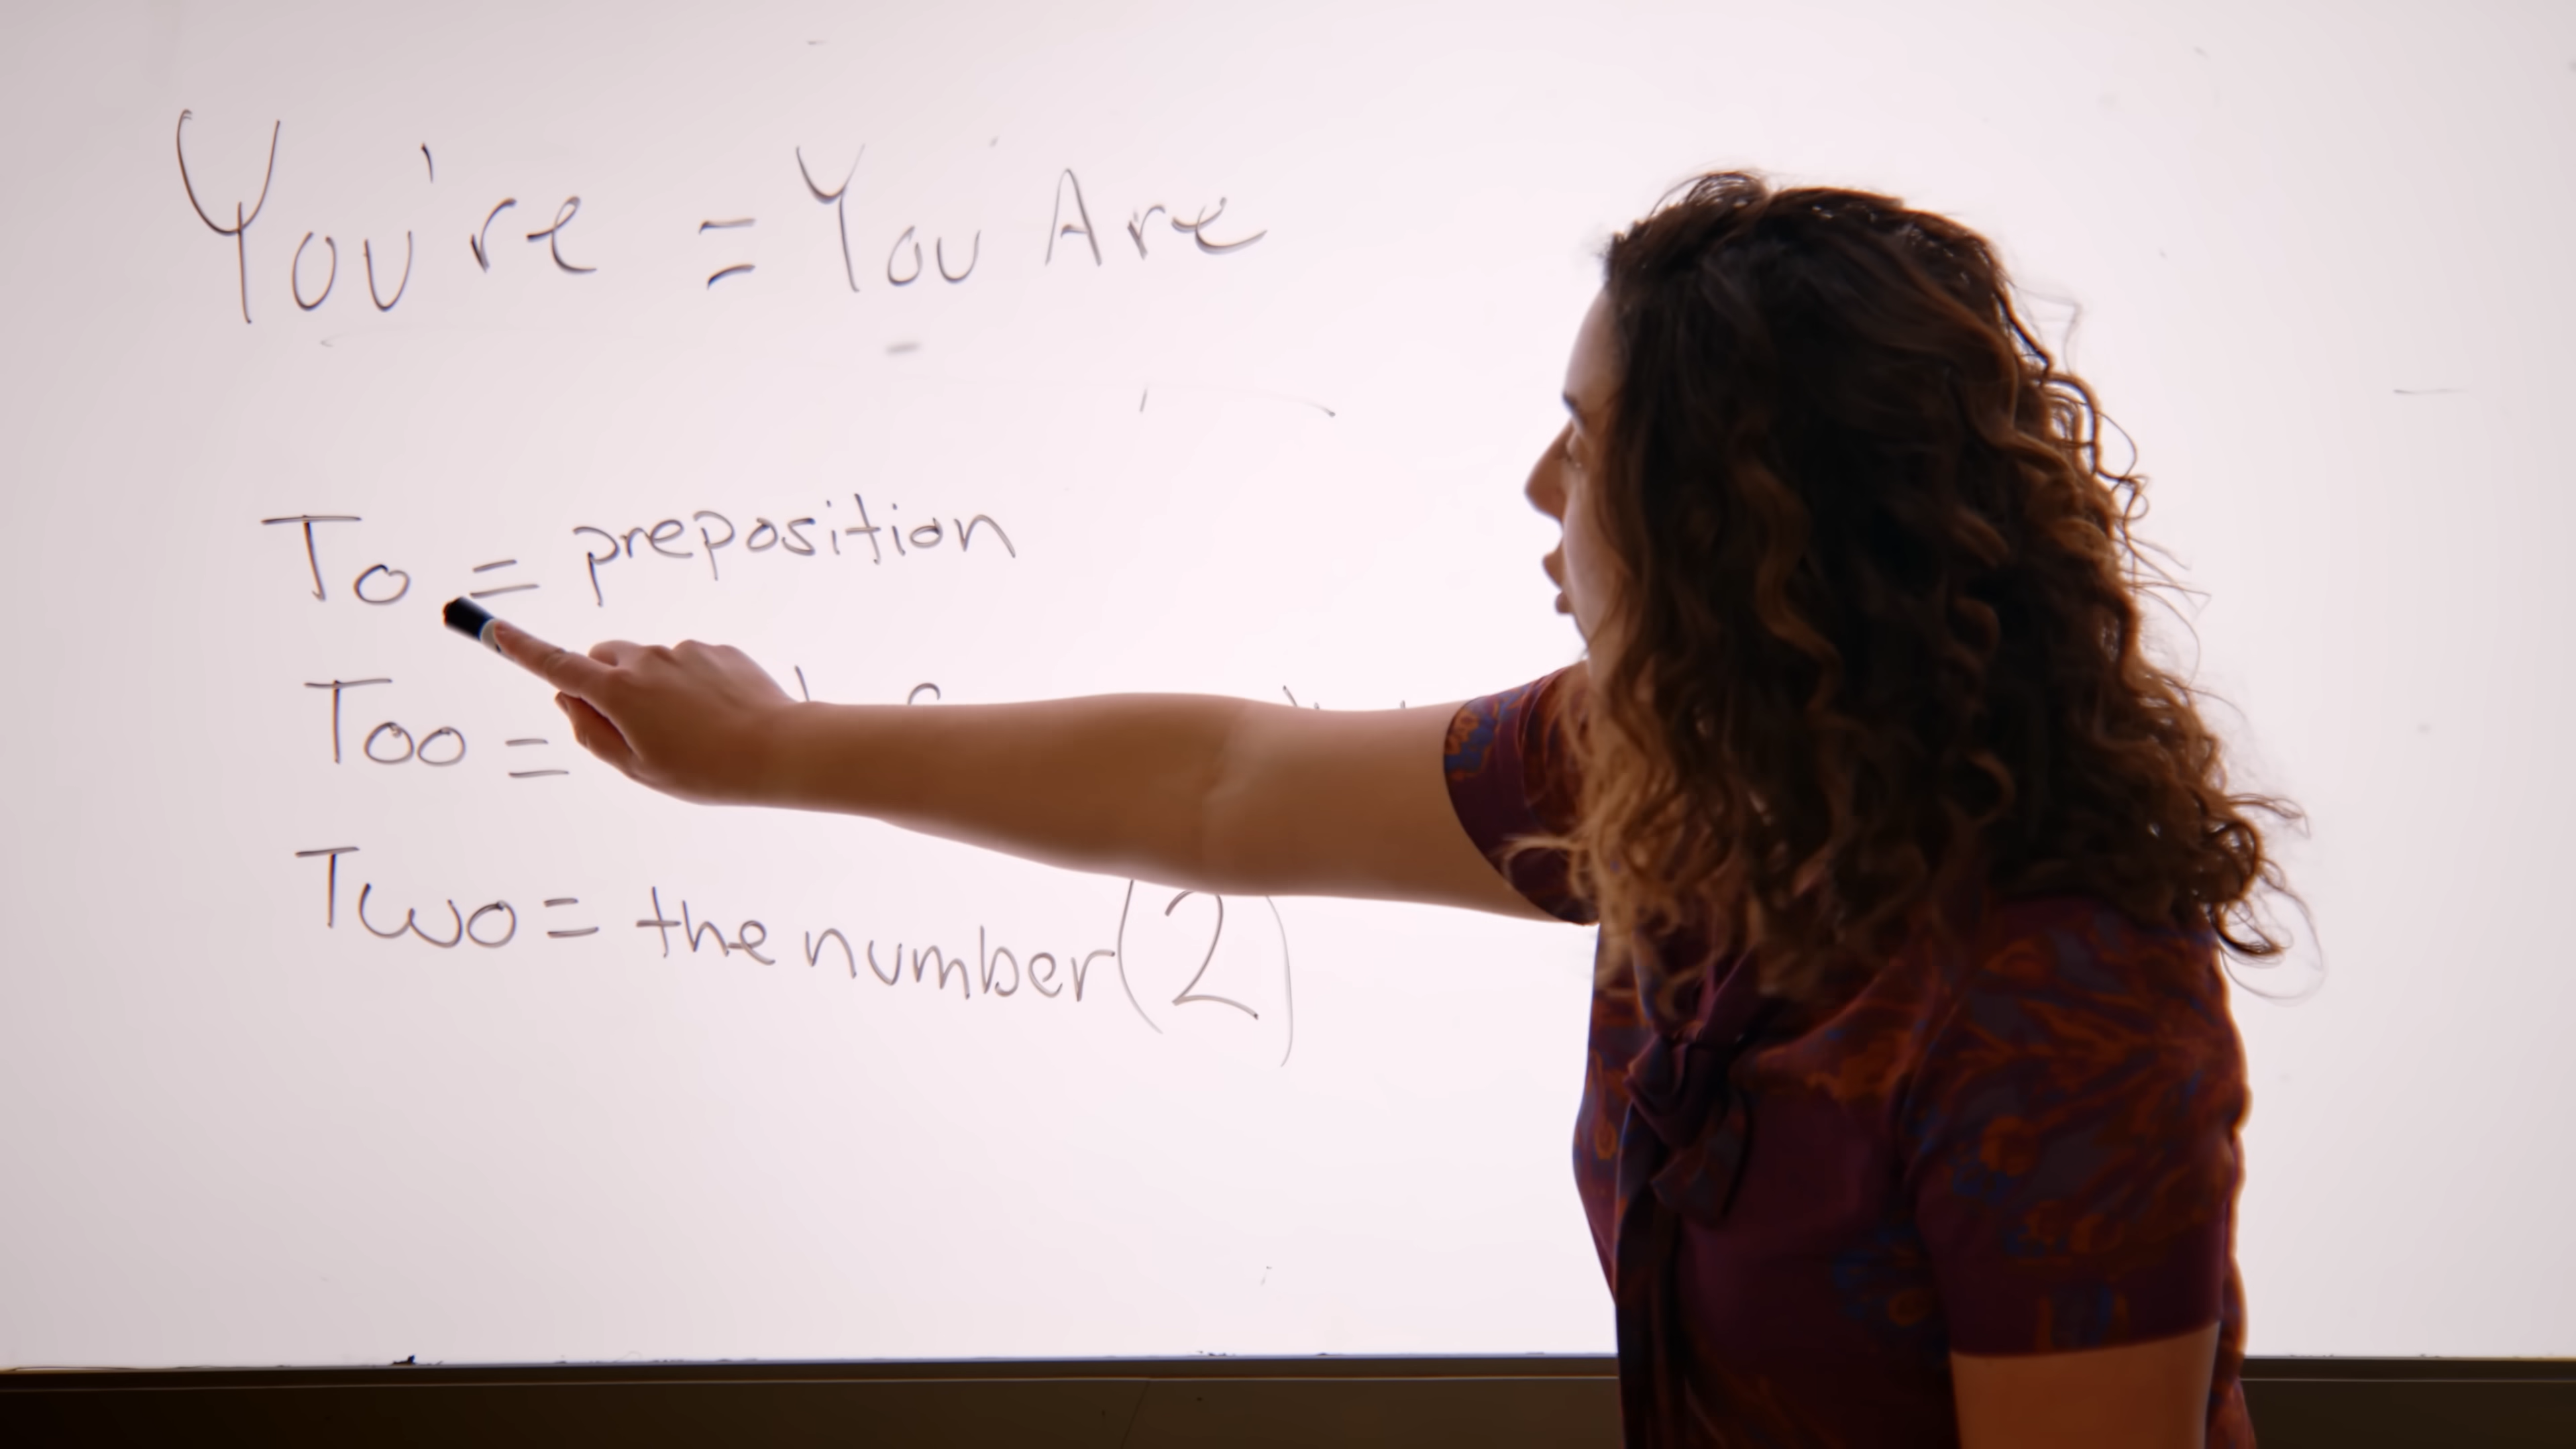 You're = You Are
To = preposition
Too =
Two = the number (2)